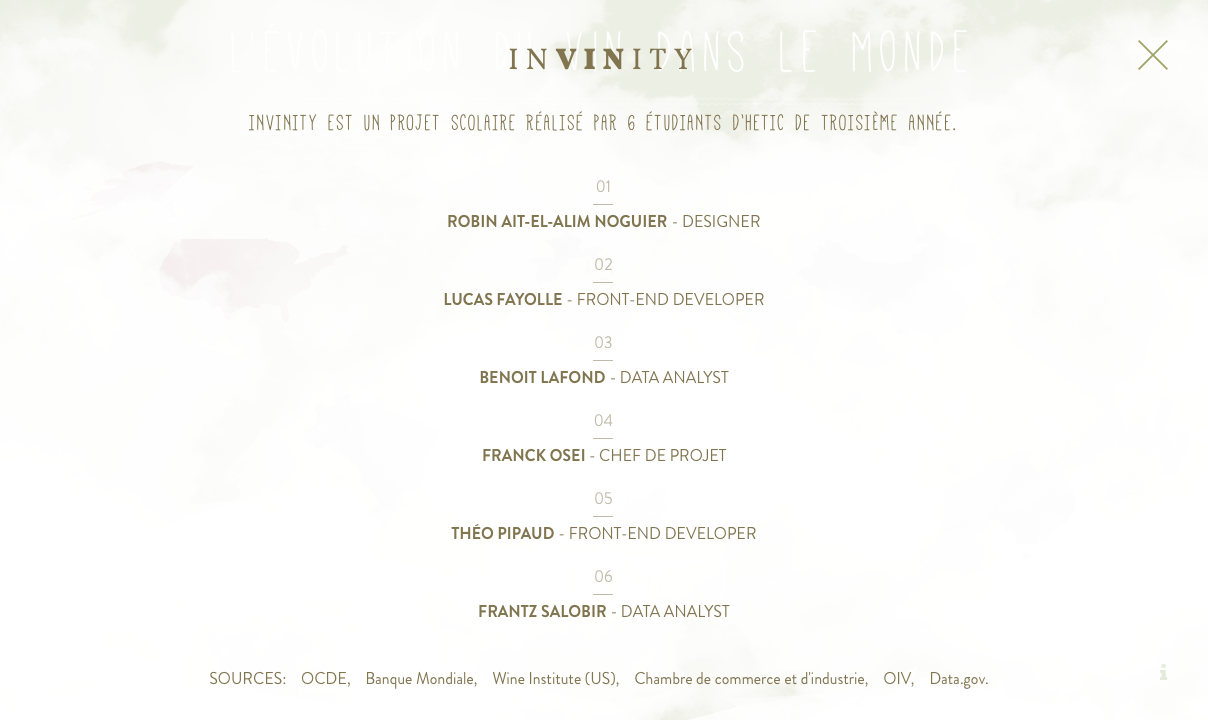 L'ÉVOLUTION DU VIN DANS LE MONDE
INVINITY
INVINITY EST UN PROJET SCOLAIRE RÉALISÉ PAR 6 ÉTUDIANTS D'HETIC DE TROISIÈME ANNÉE.
01
ROBIN AIT-EL-ALIM NOGUIER - DESIGNER
02
LUCAS FAYOLLE - FRONT-END DEVELOPER
03
BENOIT LAFOND - DATA ANALYST
04
FRANCK OSEI - CHEF DE PROJET
05
THÉO PIPAUD - FRONT-END DEVELOPER
06
FRANTZ SALOBIR - DATA ANALYST
SOURCES: OCDE, Banque Mondiale, Wine Institute (US), Chambre de commerce et d'industrie, OIV, Data.gov.
i